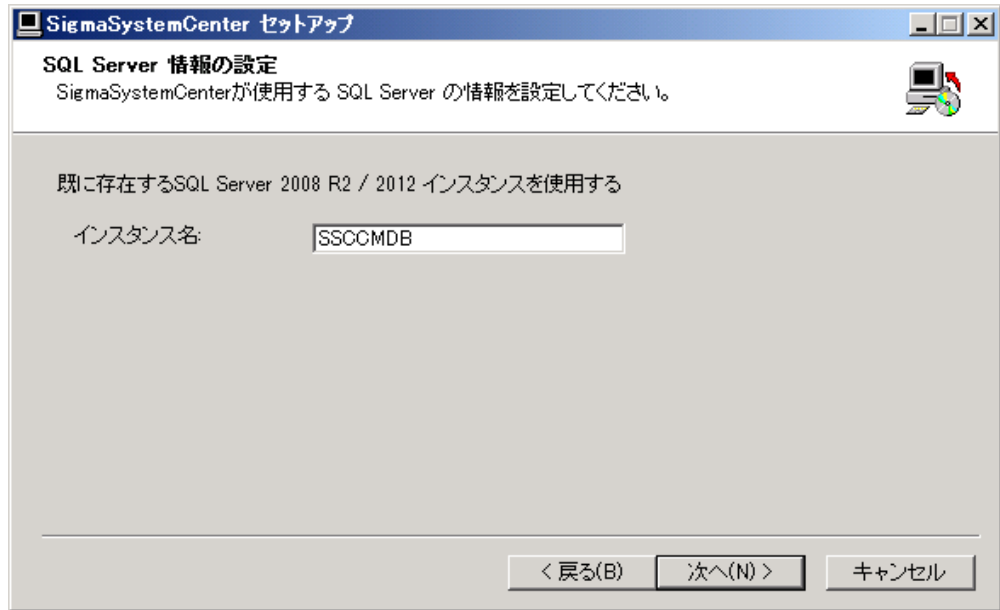 SigmaSystemCenter セットアップ
SQL Server 情報の設定
SigmaSystemCenterが使用する SQL Server の情報を設定してください。
既に存在するSQL Server 2008 R2 / 2012 インスタンスを使用する
インスタンス名: SSCCMDB
< 戻る(B) 次へ(N) > キャンセル